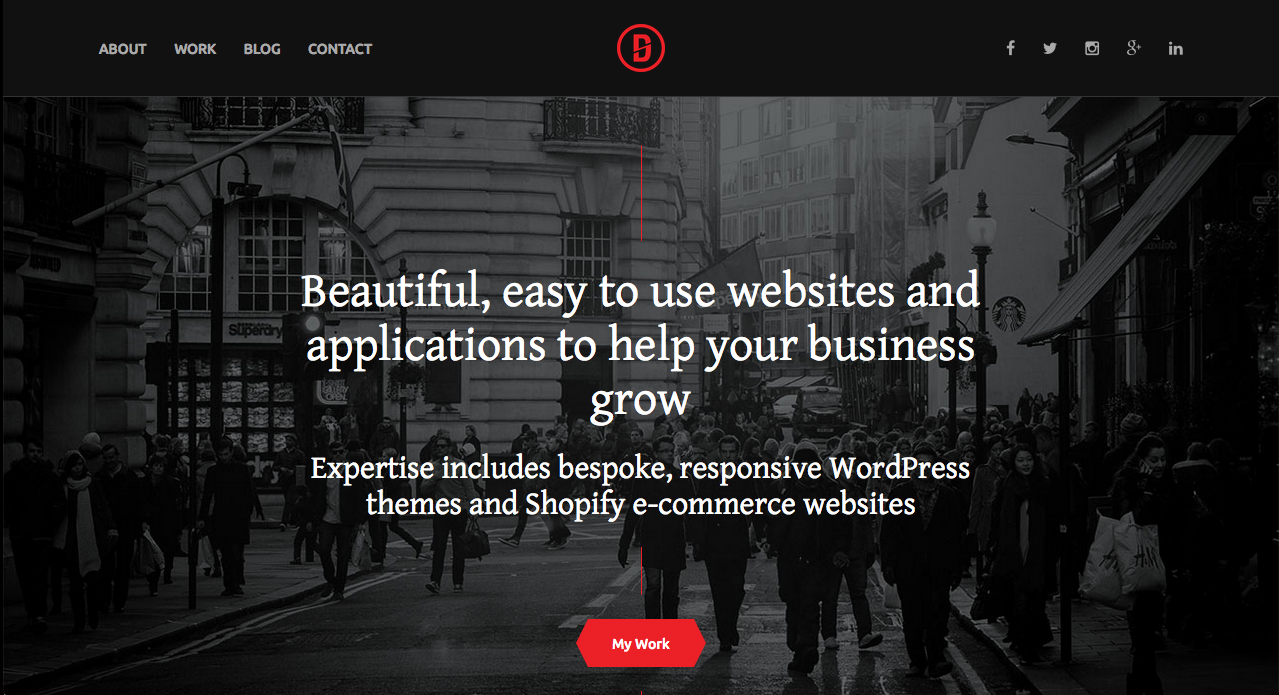 ABOUT WORK BLOG CONTACT
Beautiful, easy to use websites and
applications to help your business
grow
Superdry
Expertise includes bespoke, responsive WordPress
themes and Shopify e-commerce websites
My Work